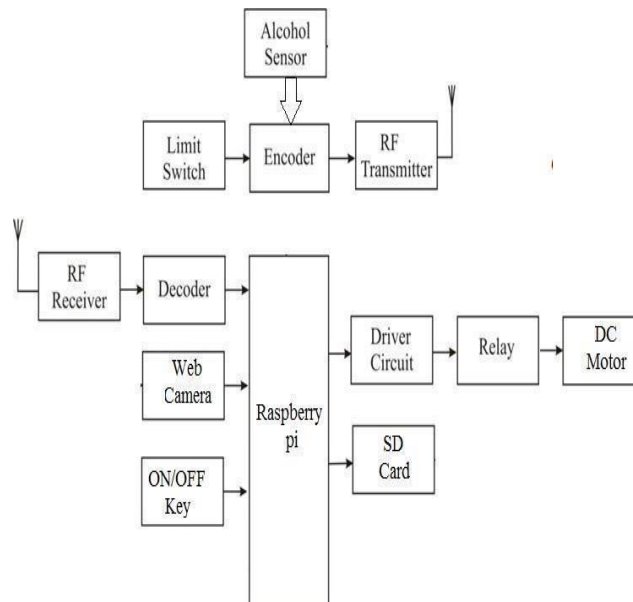 Alcohol
Sensor
Limit
Switch
Encoder
RF
Transmitter
RF
Receiver
Decoder
Web
Camera
ON/OFF
Key
Raspberry
pi
Driver
Circuit
Relay
DC
Motor
SD
Card